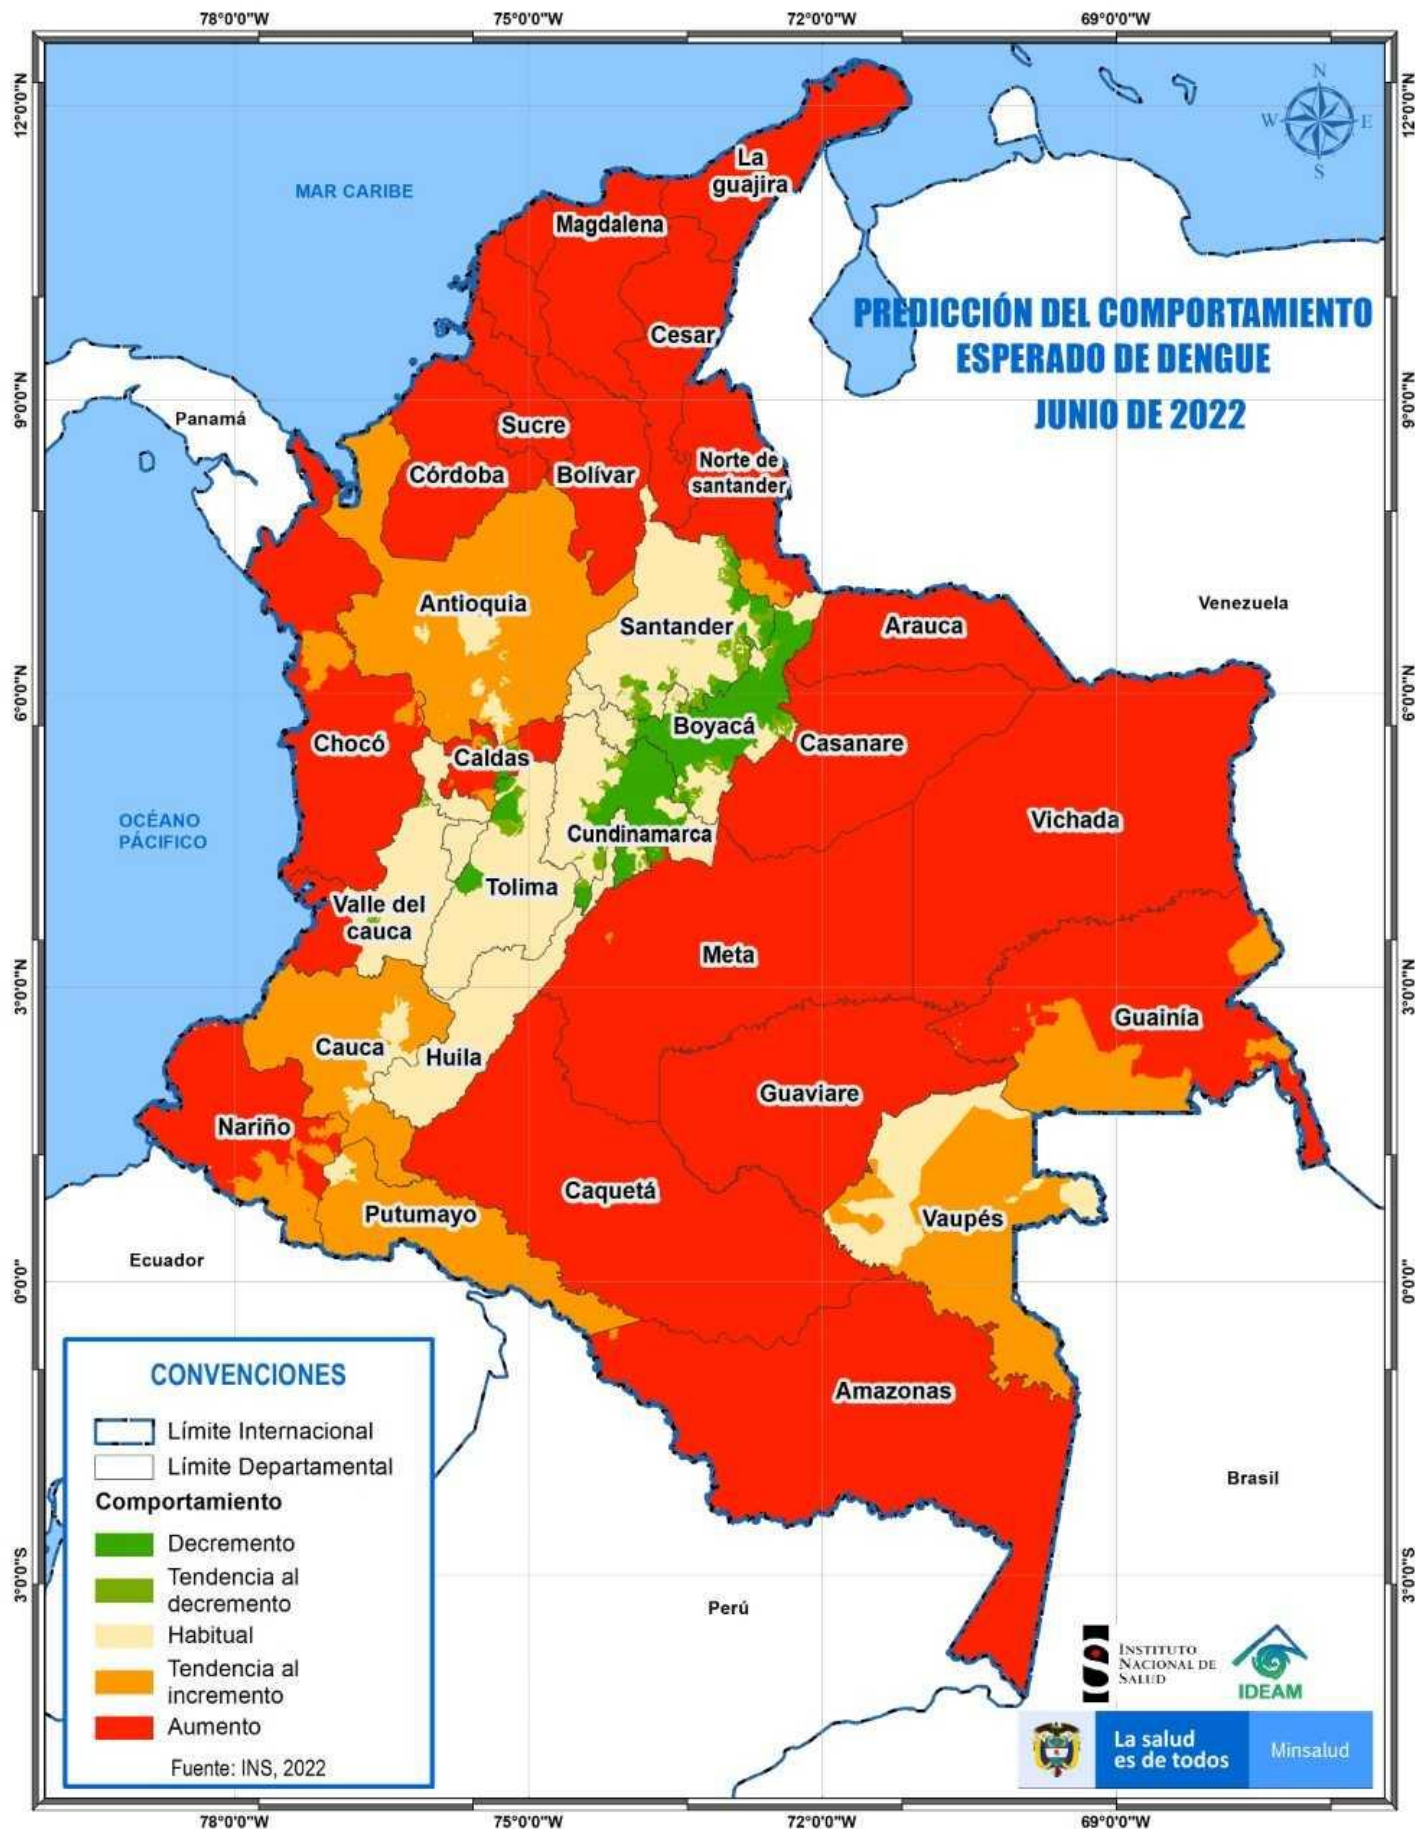 78°0'0"W 75°0'0"W 72°0'0"W 69°0'0"W
12°0'0"N
12°0'0"N
N
W E
S
MAR CARIBE
La
guajira
Magdalena
PREDICCIÓN DEL COMPORTAMIENTO
ESPERADO DE DENGUE
JUNIO DE 2022
Cesar
9°0'0"N
9°0'0"N
Panamá
Sucre
Córdoba
Bolívar
Norte de
santander
Venezuela
Antioquia
Santander
Arauca
6°0'0"N
6°0'0"N
Chocó
Caldas
Boyacá
Casanare
Vichada
OCÉANO
PÁCIFICO
Cundinamarca
Tolima
Valle del
cauca
Meta
3°0'0"N
3°0'0"N
Guainía
Cauca
Huila
Guaviare
Nariño
Caquetá
Putumayo
Vaupés
Ecuador
0°0'0"
0°0'0"
Amazonas
Brasil
Perú
3°0'0"S
3°0'0"S
CONVENCIONES
Límite Internacional
Límite Departamental
Comportamiento
Decremento
Tendencia al
decremento
Habitual
Tendencia al
incremento
Aumento
Fuente: INS, 2022
INSTITUTO
NACIONAL DE
SALUD
IDEAM
La salud
es de todos
Minsalud
78°0'0"W 75°0'0"W 72°0'0"W 69°0'0"W